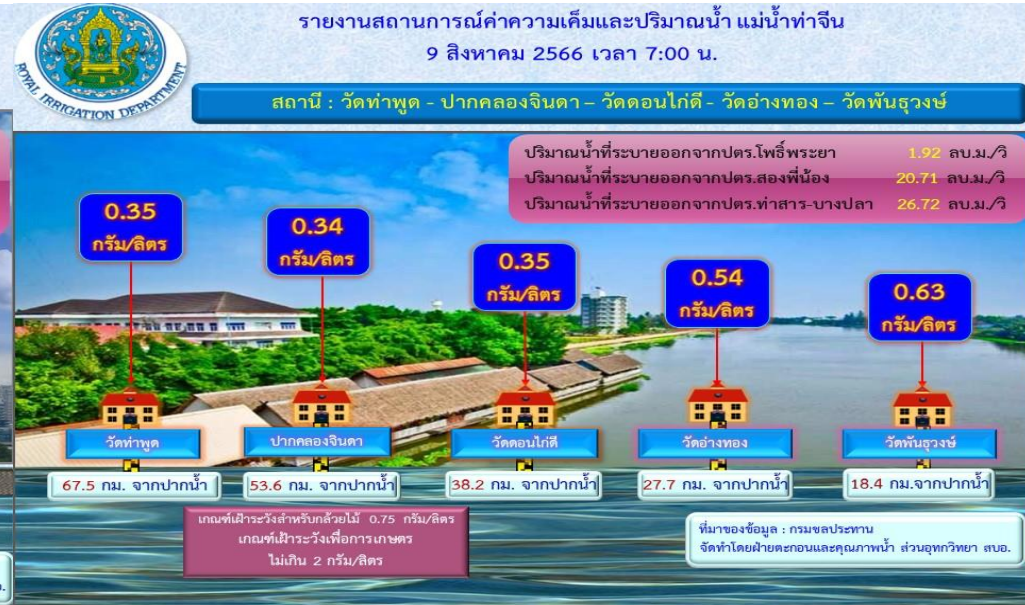 รายงานสถานการณ์ค่าความเค็มและปริมาณน้ำ แม่น้ำท่าจีน
9 สิงหาคม 2566 เวลา 7:00 น.
ROYAL IRRIGATION DEPARTMENT
สถานี : วัดท่าพูด - ปากคลองจินดา – วัดดอนไก่ดี - วัดอ่างทอง – วัดพันธุวงษ์
ปริมาณน้ำที่ระบายออกจากปตร.โพธิ์พระยา 1.92 ลบ.ม./วิ
ปริมาณน้ำที่ระบายออกจากปตร.สองพี่น้อง 20.71 ลบ.ม./วิ
ปริมาณน้ำที่ระบายออกจากปตร.ท่าสาร-บางปลา 26.72 ลบ.ม./วิ
0.35
กรัม/ลิตร
0.34
กรัม/ลิตร
0.35
กรัม/ลิตร
0.54
กรัม/ลิตร
0.63
กรัม/ลิตร
วัดท่าพูด
ปากคลองจินดา
วัดดอนไก่ดี
วัดอ่างทอง
วัดพันธุวงษ์
67.5 กม. จากปากน้ำ
53.6 กม. จากปากน้ำ
38.2 กม. จากปากน้ำ
27.7 กม. จากปากน้ำ
18.4 กม.จากปากน้ำ
เกณฑ์เฝ้าระวังสำหรับกล้วยไม้ 0.75 กรัม/ลิตร
เกณฑ์เฝ้าระวังเพื่อการเกษตร
ไม่เกิน 2 กรัม/ลิตร
ที่มาของข้อมูล : กรมชลประทาน
จัดทำโดยฝ่ายตะกอนและคุณภาพน้ำ ส่วนอุทกวิทยา สบอ.